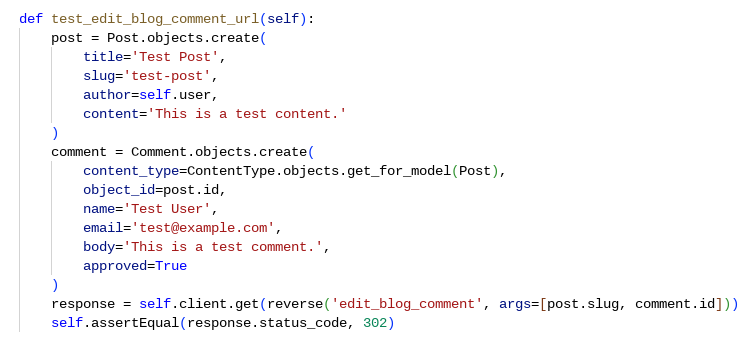 def test_edit_blog_comment_url(self):
    post = Post.objects.create(
        title='Test Post',
        slug='test-post',
        author=self.user,
        content='This is a test content.'
    )
    comment = Comment.objects.create(
        content_type=ContentType.objects.get_for_model(Post),
        object_id=post.id,
        name='Test User',
        email='test@example.com',
        body='This is a test comment.',
        approved=True
    )
    response = self.client.get(reverse('edit_blog_comment', args=[post.slug, comment.id]))
    self.assertEqual(response.status_code, 302)